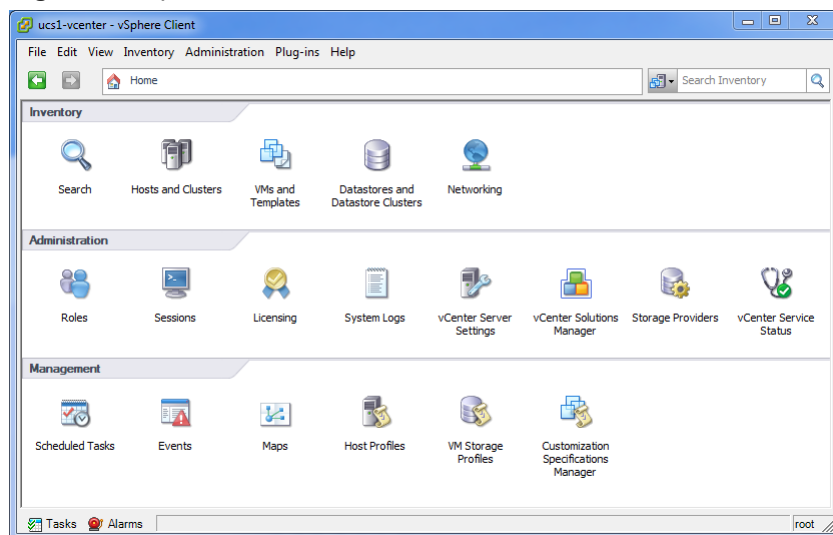 ucs1-vcenter - vSphere Client
File Edit View Inventory Administration Plug-ins Help
Home
Search Inventory
Inventory
Search
Hosts and Clusters
VMs and
Templates
Datastores and
Datastore Clusters
Networking
Administration
Roles
Sessions
Licensing
System Logs
vCenter Server
Settings
vCenter Solutions
Manager
Storage Providers
vCenter Service
Status
Management
Scheduled Tasks
Events
Maps
Host Profiles
VM Storage
Profiles
Customization
Specifications
Manager
Tasks Alarms
root